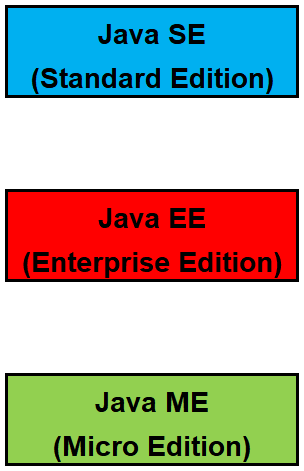 Java SE
(Standard Edition)
Java EE
(Enterprise Edition)
Java ME
(Micro Edition)